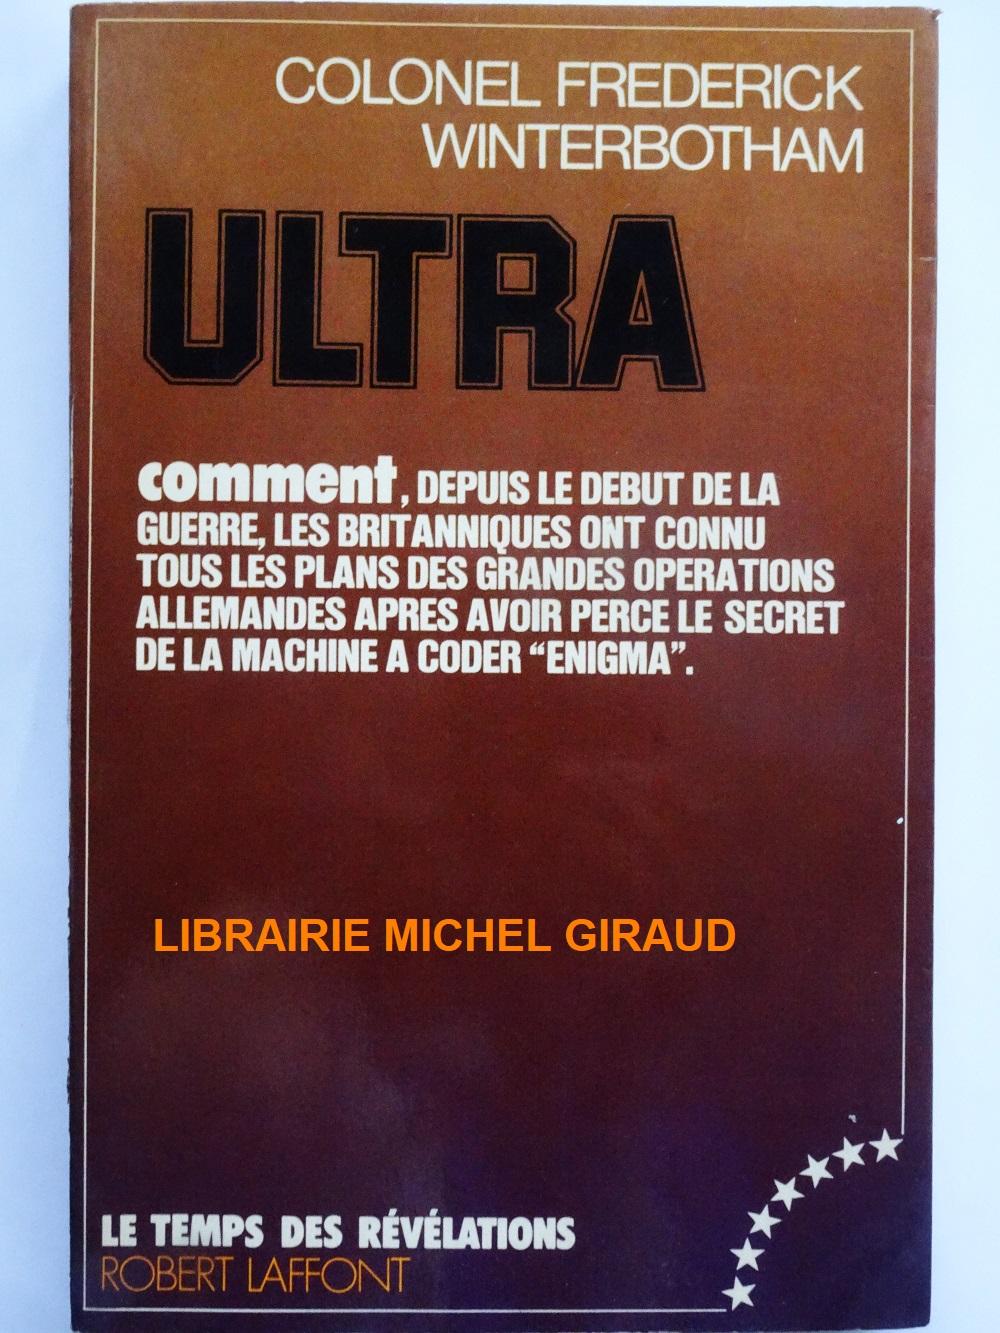 COLONEL FREDERICK
WINTERBOTHAM
ULTRA
comment, DEPUIS LE DEBUT DE LA
GUERRE, LES BRITANNIQUES ONT CONNU
TOUS LES PLANS DES GRANDES OPERATIONS
ALLEMANDES APRES AVOIR PERCE LE SECRET
DE LA MACHINE A CODER “ENIGMA”.
LIBRAIRIE MICHEL GIRAUD
LE TEMPS DES RÉVÉLATIONS
ROBERT LAFFONT